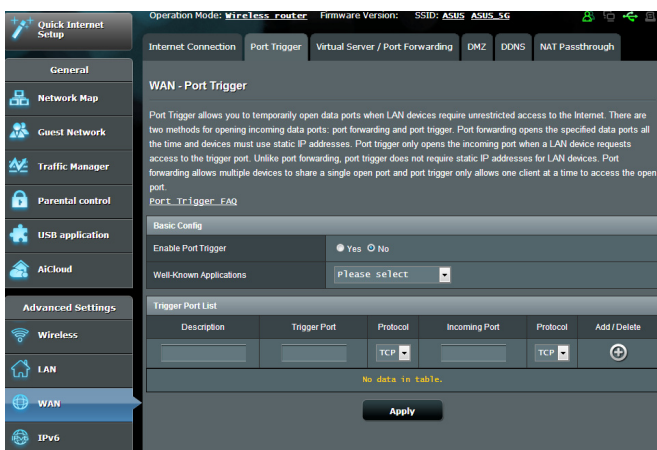 Quick Internet
Setup
General
Network Map
Guest Network
Traffic Manager
Parental control
USB application
AiCloud
Advanced Settings
Wireless
LAN
WAN
IPv6
Operation Mode: Wireless router Firmware Version: SSID: ASUS ASUS_5G
Internet Connection Port Trigger Virtual Server / Port Forwarding DMZ DDNS NAT Passthrough
WAN - Port Trigger
Port Trigger allows you to temporarily open data ports when LAN devices require unrestricted access to the Internet. There are
two methods for opening incoming data ports: port forwarding and port trigger. Port forwarding opens the specified data ports all
the time and devices must use static IP addresses. Port trigger only opens the incoming port when a LAN device requests
access to the trigger port. Unlike port forwarding, port trigger does not require static IP addresses for LAN devices. Port
forwarding allows multiple devices to share a single open port and port trigger only allows one client at a time to access the open
port.
Port Trigger FAQ
Basic Config
Enable Port Trigger Yes No
Well-Known Applications Please select
Trigger Port List
Description Trigger Port Protocol Incoming Port Protocol Add / Delete
TCP TCP
No data in table.
Apply